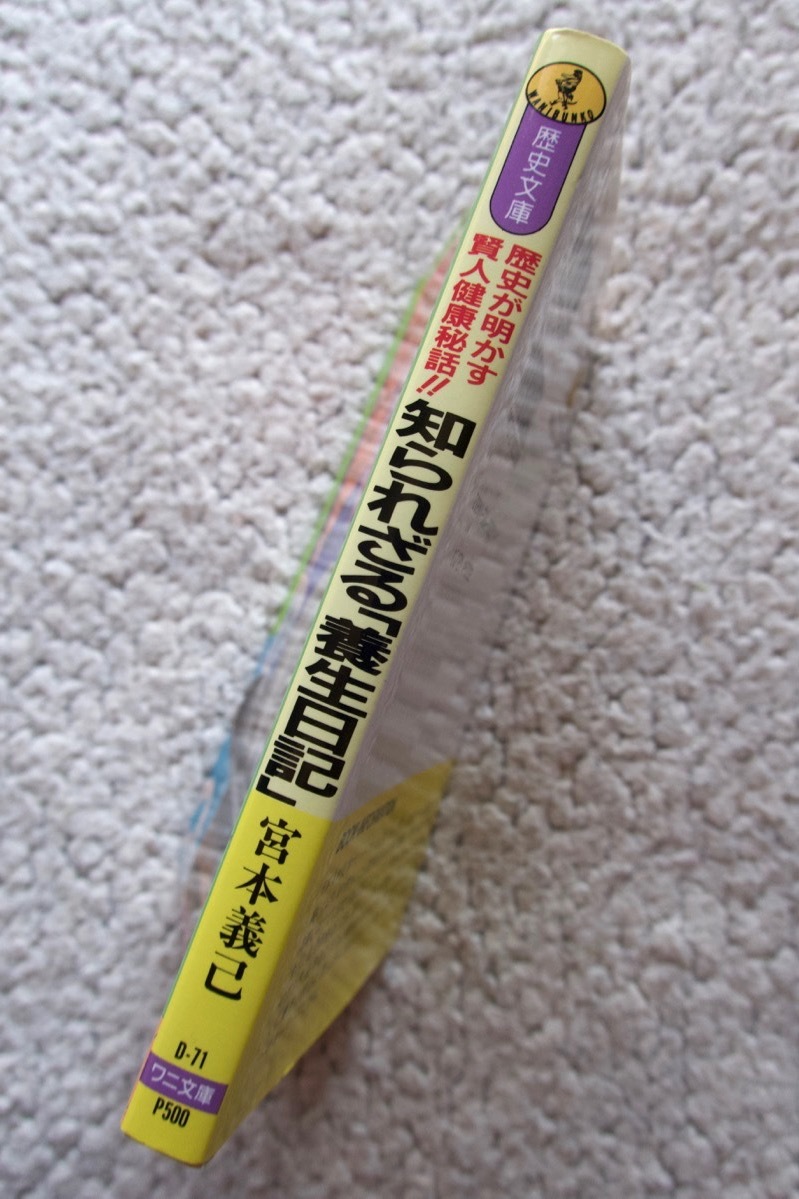 WANIBUNKO
歴史文庫
歴史が明かす
賢人健康秘話!!
知られざる「養生日記」
宮本義己
D-71
ワニ文庫
P500